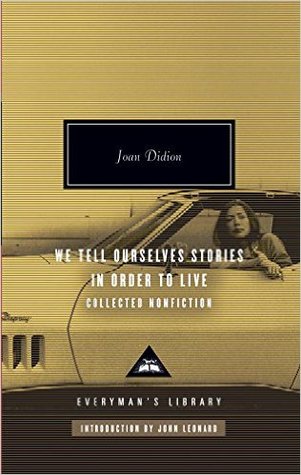 Joan Didion
WE TELL OURSELVES STORIES
IN ORDER TO LIVE
COLLECTED NONFICTION
EVERYMAN'S LIBRARY
INTRODUCTION BY JOHN LEONARD